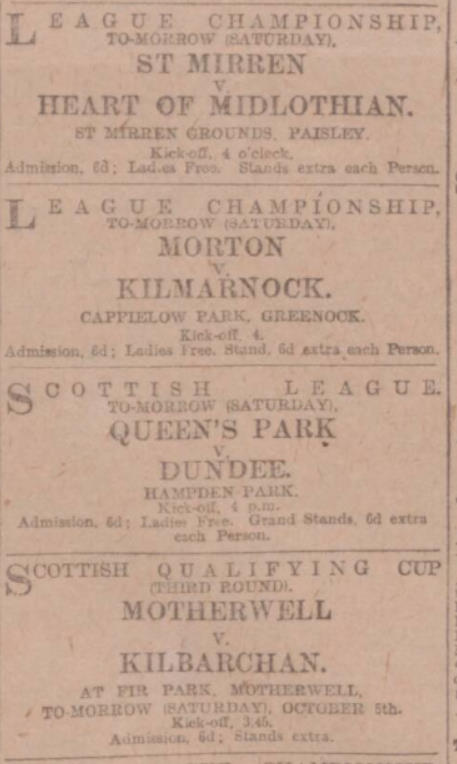 LEAGUE CHAMPIONSHIP,
TO-MORROW (SATURDAY).
ST MIRREN
V.
HEART OF MIDLOTHIAN.
ST MIRREN GROUNDS, PAISLEY.
Kick-off, 4 o'clock.
Admission, 6d; Ladies Free. Stands extra each Person.
LEAGUE CHAMPIONSHIP,
TO-MORROW (SATURDAY).
MORTON
V.
KILMARNOCK.
CAPPIELOW PARK, GREENOCK.
Kick-off, 4.
Admission, 6d; Ladies Free. Stand, 6d extra each Person.
SCOTTISH LEAGUE.
TO-MORROW (SATURDAY),
QUEEN'S PARK
V.
DUNDEE.
HAMPDEN PARK.
Kick-off, 4 p.m.
Admission, 6d; Ladies Free. Grand Stands, 6d extra
each Person.
SCOTTISH QUALIFYING CUP
(THIRD ROUND).
MOTHERWELL
V.
KILBARCHAN.
AT FIR PARK, MOTHERWELL,
TO-MORROW (SATURDAY), OCTOBER 5th.
Kick-off, 3:45.
Admission, 6d; Stands extra.